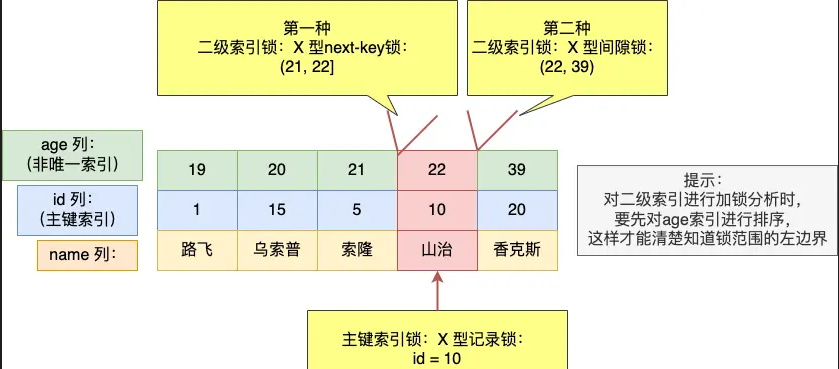 第一种
二级索引锁：X 型next-key锁：
(21, 22]
第二种
二级索引锁：X 型间隙锁：
(22, 39)
age 列：
（非唯一索引）
19
20
21
22
39
id 列：
（主键索引）
1
15
5
10
20
name 列：
路飞
乌索普
索隆
山治
香克斯
提示：
对二级索引进行加锁分析时，
要先对age索引进行排序，
这样才能清楚知道锁范围的左边界
主键索引锁：X 型记录锁：
id = 10